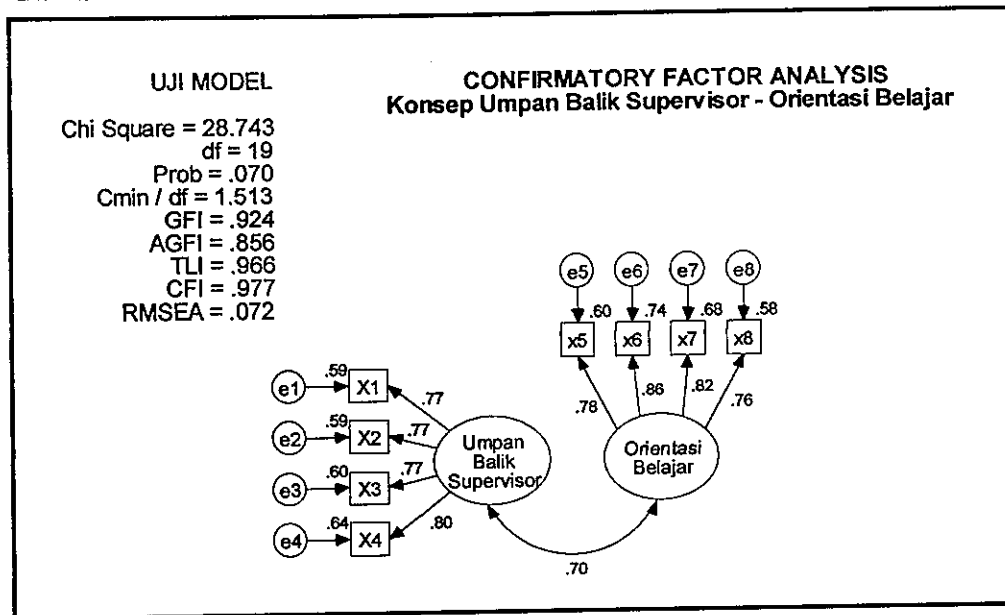 UJI MODEL
Chi Square = 28.743
df = 19
Prob = .070
Cmin / df = 1.513
GFI = .924
AGFI = .856
TLI = .966
CFI = .977
RMSEA = .072
CONFIRMATORY FACTOR ANALYSIS
Konsep Umpan Balik Supervisor - Orientasi Belajar
e5 e6 e7 e8
.60 .74 .68 .58
x5 x6 x7 x8
.78 .86 .82 .76
Orientasi
Belajar
e1 .59 X1 .77
e2 .59 X2 .77
e3 .60 X3 .77
e4 .64 X4 .80
Umpan
Balik
Supervisor
.70